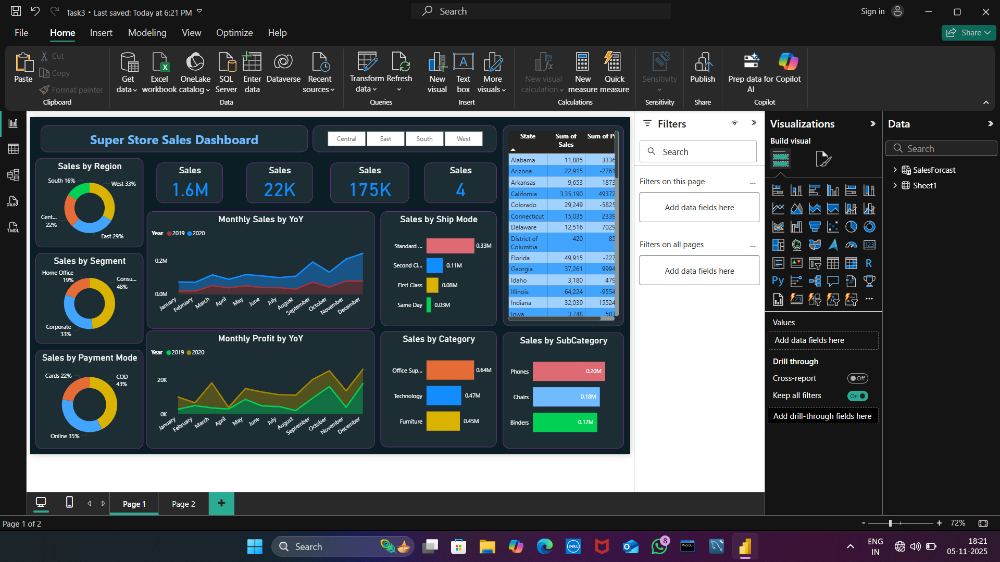 Task3 • Last saved: Today at 6:21 PM
Search
Sign in
File
Home
Insert
Modeling
View
Optimize
Help
Share
Paste
Cut
Copy
Format painter
Clipboard
Get data
Excel workbook
OneLake catalog
SQL Server
Enter data
Dataverse
Recent sources
Data
Transform data
Refresh
Queries
New visual
Text box
More visuals
Insert
New visual calculation
New measure
Quick measure
Calculations
Sensitivity
Sensitivity
Publish
Share
Prep data for AI
Copilot
Copilot
DAX
TMDL
Super Store Sales Dashboard
Central
East
South
West
Sales by Region
South 16%
West 33%
Cent...
22%
East 29%
Sales
1.6M
Sales
22K
Sales
175K
Sales
4
Sales by Segment
Home Office
19%
Consu...
48%
Corporate
33%
Sales by Payment Mode
Cards 22%
COD
43%
Online 35%
Monthly Sales by YoY
Year 2019 2020
0.2M
0.0M
January February March April May June July August September October November December
Monthly Profit by YoY
Year 2019 2020
20K
0K
January February March April May June July August September October November December
Sales by Ship Mode
Standard ... 0.33M
Second Cl... 0.11M
First Class 0.08M
Same Day 0.03M
Sales by Category
Office Sup... 0.64M
Technology 0.47M
Furniture 0.45M
State Sum of Sales Sum of P
Alabama 11,885 3336
Arizona 22,915 -2761
Arkansas 9,653 1873
California 3,35,190 49372
Colorado 29,249 -5825
Connecticut 15,035 2339
Delaware 12,516 7029
District of Columbia 420 85
Florida 49,915 -227
Georgia 37,261 9994
Idaho 3,180 479
Illinois 64,224 -9554
Indiana 32,039 15524
Iowa 3,748 583
Sales by SubCategory
Phones 0.20M
Chairs 0.18M
Binders 0.17M
Filters
Search
Filters on this page
...
Add data fields here
Filters on all pages
...
Add data fields here
Visualizations
Build visual
123
R
Py
123
...
Values
Add data fields here
Drill through
Cross-report
Off
Keep all filters
On
Add drill-through fields here
Data
Search
SalesForcast
Sheet1
Page 1
Page 2
+
Page 1 of 2
- + 72%
Search
DELL
8
MySQL
ENG
IN
18:21
05-11-2025